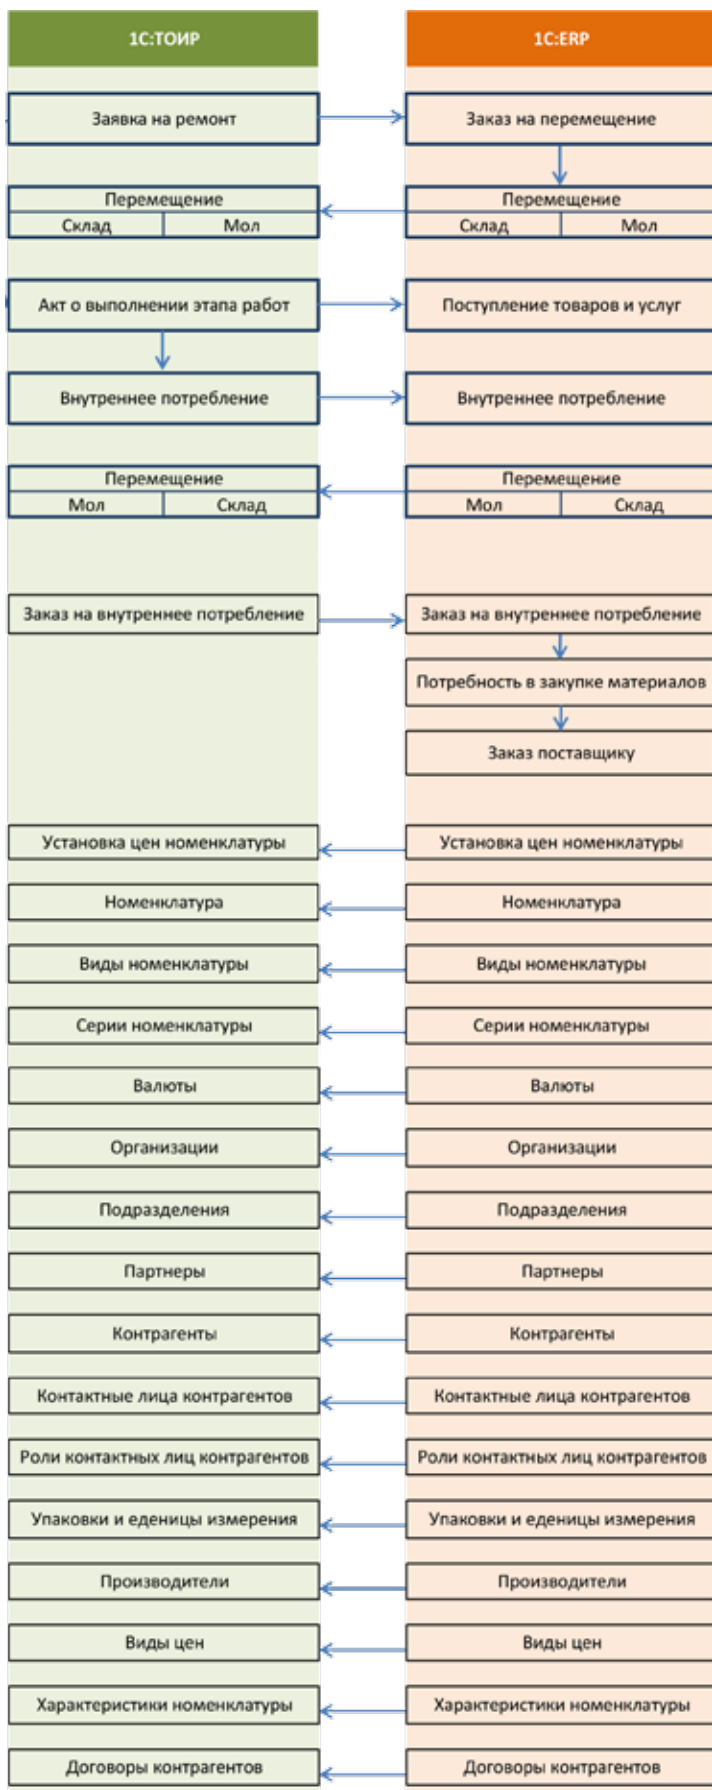 1С:ТОИР 1С:ERP
Заявка на ремонт Заказ на перемещение
Перемещение Перемещение
Склад Мол Склад Мол
Акт о выполнении этапа работ Поступление товаров и услуг
Внутреннее потребление Внутреннее потребление
Перемещение Перемещение
Мол Склад Мол Склад
Заказ на внутреннее потребление Заказ на внутреннее потребление
Потребность в закупке материалов
Заказ поставщику
Установка цен номенклатуры Установка цен номенклатуры
Номенклатура Номенклатура
Виды номенклатуры Виды номенклатуры
Серии номенклатуры Серии номенклатуры
Валюты Валюты
Организации Организации
Подразделения Подразделения
Партнеры Партнеры
Контрагенты Контрагенты
Контактные лица контрагентов Контактные лица контрагентов
Роли контактных лиц контрагентов Роли контактных лиц контрагентов
Упаковки и еденицы измерения Упаковки и еденицы измерения
Производители Производители
Виды цен Виды цен
Характеристики номенклатуры Характеристики номенклатуры
Договоры контрагентов Договоры контрагентов